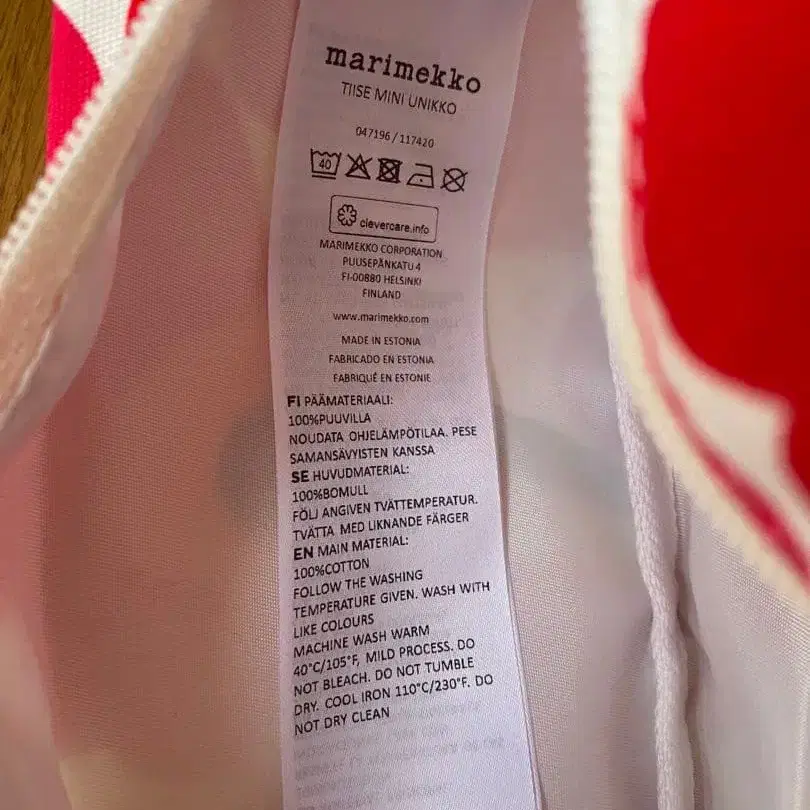 marimekko
TIISE MINI UNIKKO
047196 / 117420
40
clevercare.info
MARIMEKKO CORPORATION
PUUSEPÄNKATU 4
FI-00880 HELSINKI
FINLAND
www.marimekko.com
MADE IN ESTONIA
FABRICADO EN ESTONIA
FABRIQUÉ EN ESTONIE
FI PÄÄMATERIAALI:
100%PUUVILLA
NOUDATA OHJELÄMPÖTILAA. PESE
SAMANSÄVYISTEN KANSSA
SE HUVUDMATERIAL:
100%BOMULL
FÖLJ ANGIVEN TVÄTTEMPERATUR.
TVÄTTA MED LIKNANDE FÄRGER
EN MAIN MATERIAL:
100%COTTON
FOLLOW THE WASHING
TEMPERATURE GIVEN. WASH WITH
LIKE COLOURS
MACHINE WASH WARM
40°C/105°F, MILD PROCESS. DO
NOT BLEACH. DO NOT TUMBLE
DRY. COOL IRON 110°C/230°F. DO
NOT DRY CLEAN